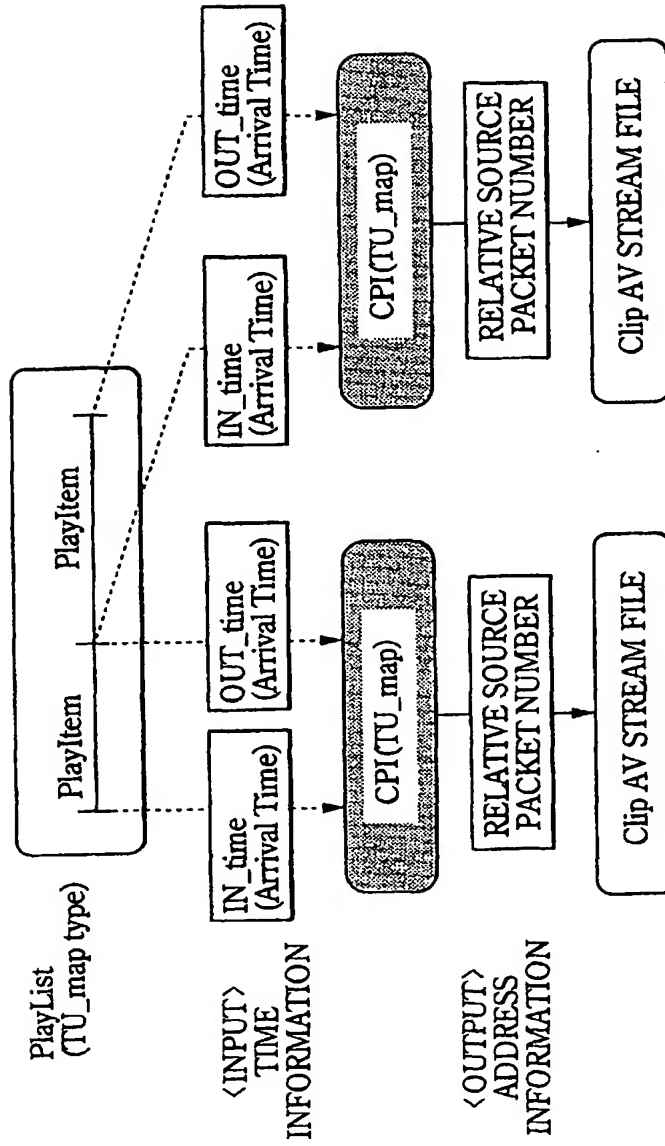 PlayList
(TU_map type)
PlayItem
PlayItem
<INPUT>
TIME
INFORMATION
IN_time
(Arrival Time)
OUT_time
(Arrival Time)
IN_time
(Arrival Time)
OUT_time
(Arrival Time)
CPI(TU_map)
CPI(TU_map)
<OUTPUT>
ADDRESS
INFORMATION
RELATIVE SOURCE
PACKET NUMBER
RELATIVE SOURCE
PACKET NUMBER
Clip AV STREAM FILE
Clip AV STREAM FILE